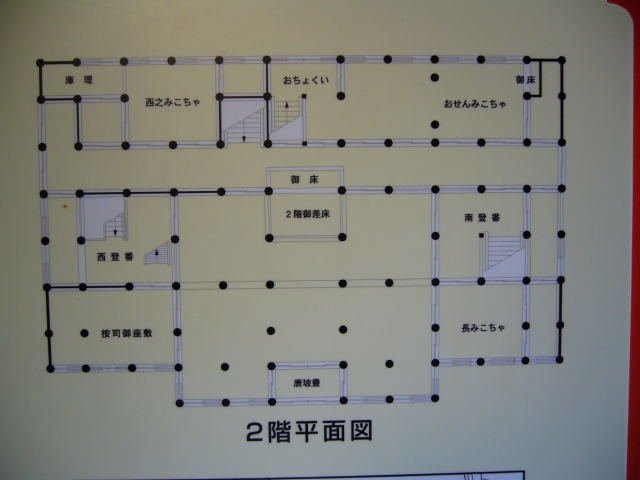 庫理
西之みこちゃ
おちょくい
おせんみこちゃ
御床
御床
2階御差床
南登番
西登番
按司御座敷
長みこちゃ
唐玻豊
2階平面図